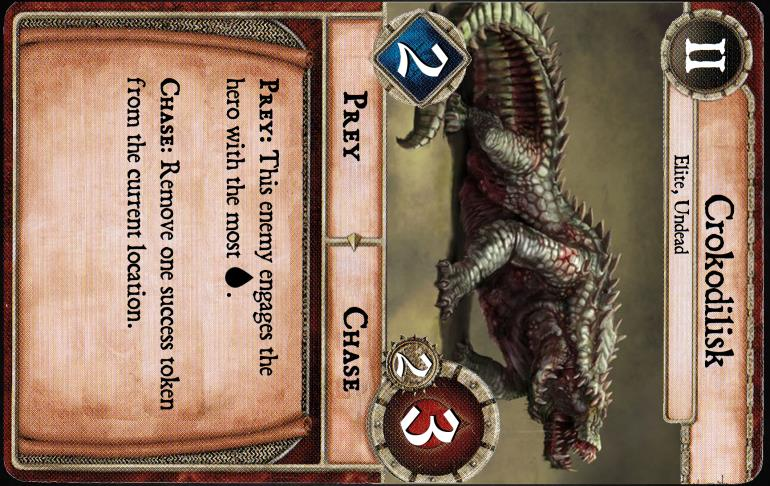 II
Crokodilisk
Elite, Undead
2
2
3
PREY
CHASE
PREY: This enemy engages the
hero with the most .
CHASE: Remove one success token
from the current location.